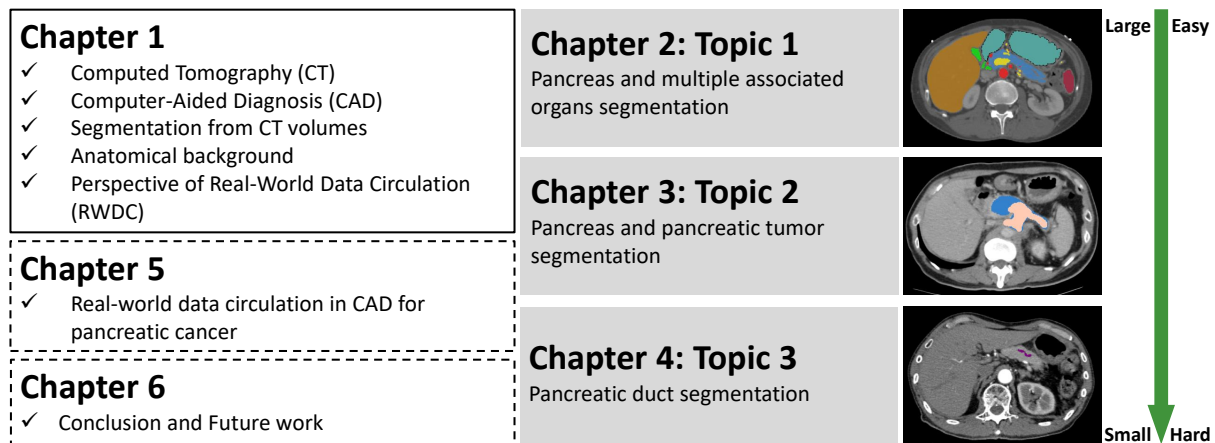 Chapter 1
✓ Computed Tomography (CT)
✓ Computer-Aided Diagnosis (CAD)
✓ Segmentation from CT volumes
✓ Anatomical background
✓ Perspective of Real-World Data Circulation
(RWDC)
Chapter 5
✓ Real-world data circulation in CAD for
pancreatic cancer
Chapter 6
✓ Conclusion and Future work
Chapter 2: Topic 1
Pancreas and multiple associated
organs segmentation
Chapter 3: Topic 2
Pancreas and pancreatic tumor
segmentation
Chapter 4: Topic 3
Pancreatic duct segmentation
Large Easy
Small Hard